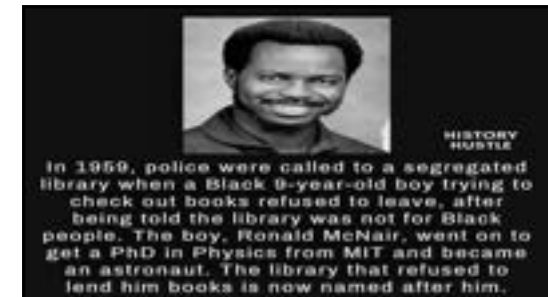 HISTORY
HUSTLE
In 1959, police were called to a segregated
library when a Black 9-year-old boy trying to
check out books refused to leave, after
being told the library was not for Black
people. The boy, Ronald McNair, went on to
get a PhD in Physics from MIT and became
an astronaut. The library that refused to
lend him books is now named after him.